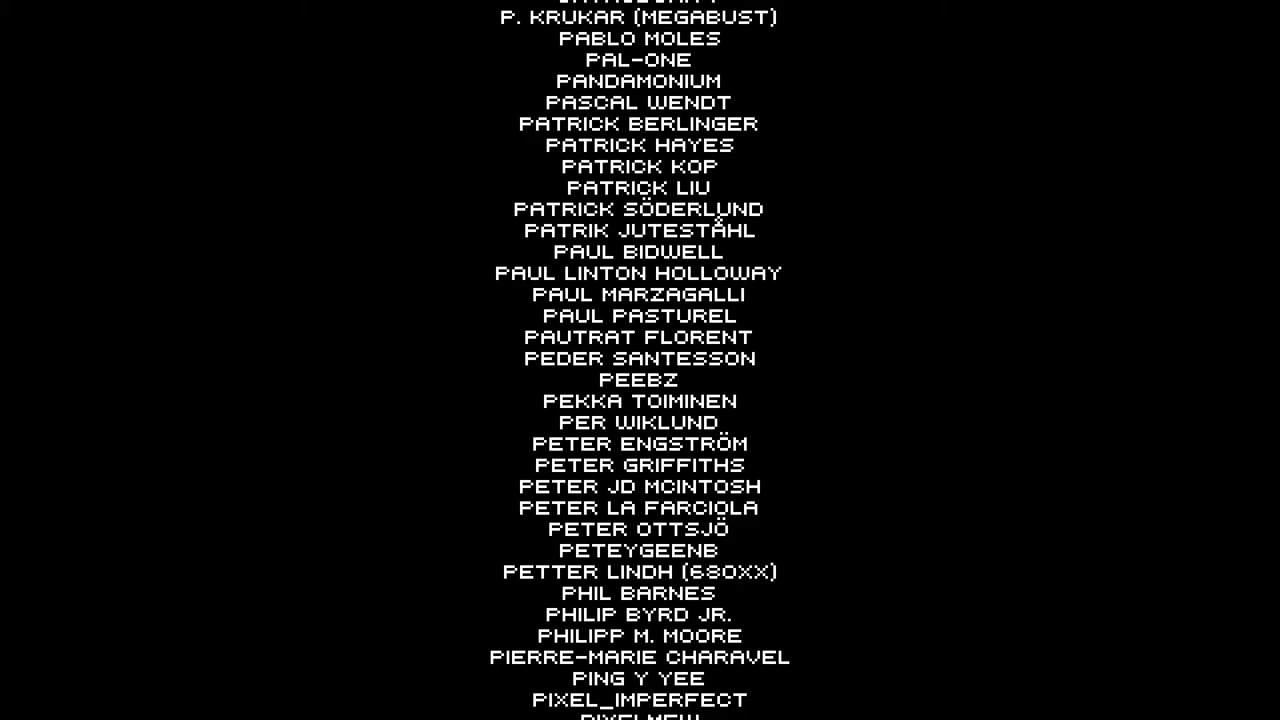 P. KRUKAR (MEGABUST)
PABLO MOLES
PAL-ONE
PANDAMONIUM
PASCAL WENDT
PATRICK BERLINGER
PATRICK HAYES
PATRICK KOP
PATRICK LIU
PATRICK SÖDERLUND
PATRIK JUTESTÅHL
PAUL BIDWELL
PAUL LINTON HOLLOWAY
PAUL MARZAGALLI
PAUL PASTUREL
PAUTRAT FLORENT
PEDER SANTESSON
PEEBZ
PEKKA TOIMINEN
PER WIKLUND
PETER ENGSTRÖM
PETER GRIFFITHS
PETER JD MCINTOSH
PETER LA FARCIOLA
PETER OTTSJÖ
PETEYGEENB
PETTER LINDH (680XX)
PHIL BARNES
PHILIP BYRD JR.
PHILIPP M. MOORE
PIERRE-MARIE CHARAVEL
PING Y YEE
PIXEL_IMPERFECT